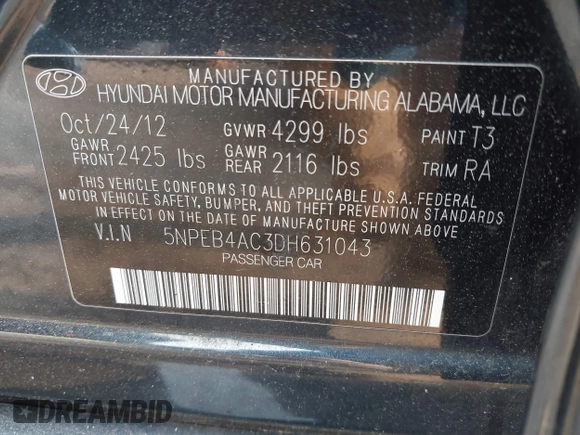 MANUFACTURED BY
HYUNDAI MOTOR MANUFACTURING ALABAMA, LLC
Oct/24/12 GVWR 4299 lbs PAINT T3
GAWR FRONT 2425 lbs GAWR REAR 2116 lbs TRIM RA
THIS VEHICLE CONFORMS TO ALL APPLICABLE U.S.A. FEDERAL
MOTOR VEHICLE SAFETY, BUMPER, AND THEFT PREVENTION STANDARDS
IN EFFECT ON THE DATE OF MANUFACTURE SHOWN ABOVE.
V.I.N 5NPEB4AC3DH631043
PASSENGER CAR
DREAMBID